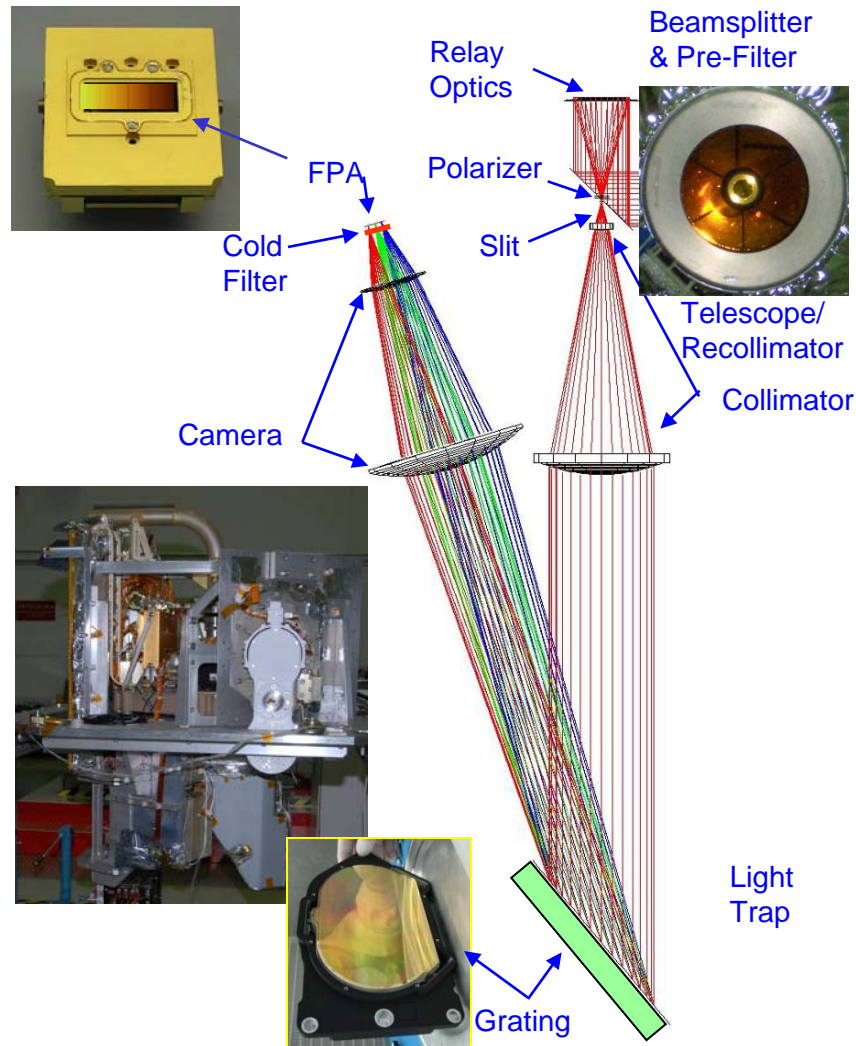 Beamsplitter
& Pre-Filter
Relay
Optics
Polarizer
FPA
Slit
Cold
Filter
Telescope/
Recollimator
Collimator
Camera
Light
Trap
Grating